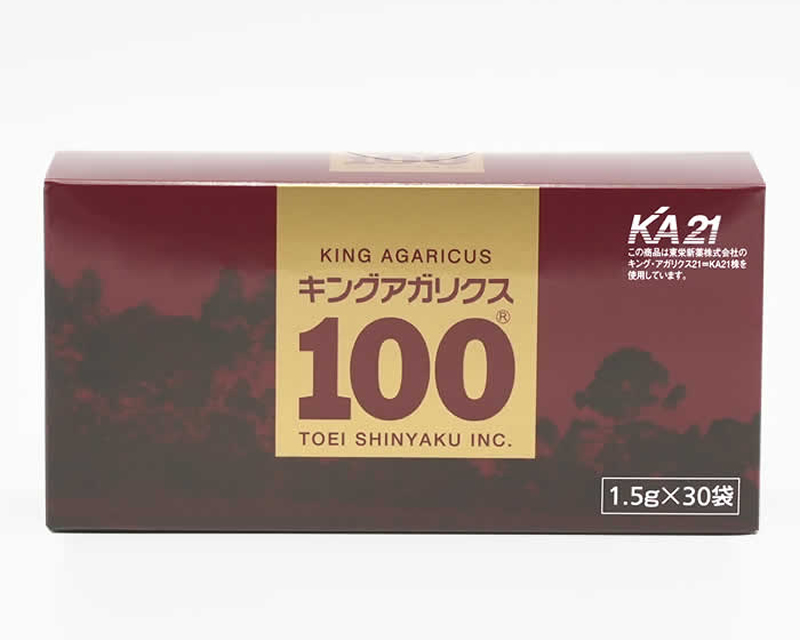 KING AGARICUS
キングアガリクス
100®
TOEI SHINYAKU INC.
KA21
この商品は東栄新薬株式会社の
キング・アガリクス21=KA21株を
使用しています。
1.5g×30袋